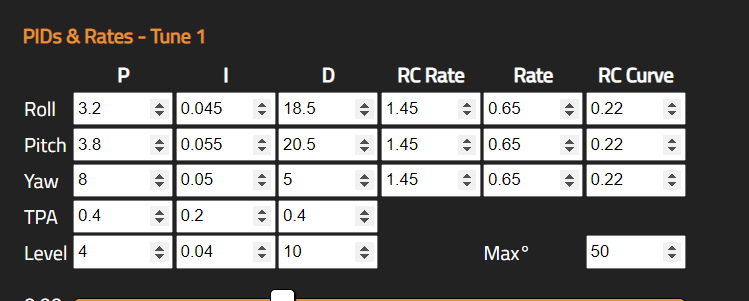 PIDs & Rates - Tune 1
P I D RC Rate Rate RC Curve
Roll 3.2 0.045 18.5 1.45 0.65 0.22
Pitch 3.8 0.055 20.5 1.45 0.65 0.22
Yaw 8 0.05 5 1.45 0.65 0.22
TPA 0.4 0.2 0.4
Level 4 0.04 10 Max° 50